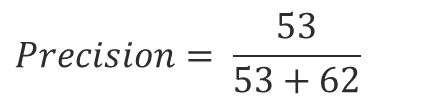 Precision = 53 / (53 + 62)